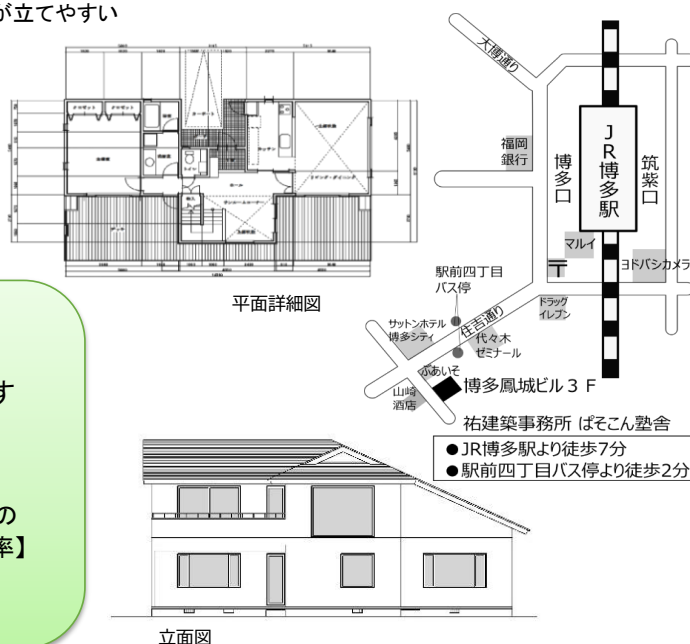 が立てやすい
平面詳細図
す
の
率】
立面図
大博通り
福岡
銀行
博多口
JR博多駅
筑紫口
マルイ
〒
ヨドバシカメラ
ドラッグ
イレブン
駅前四丁目
バス停
住吉通り
サットンホテル
博多シティ
代々木
ゼミナール
ぶあいそ
山崎
酒店
博多鳳城ビル3F
祐建築事務所 ぱそこん塾舎
●JR博多駅より徒歩7分
●駅前四丁目バス停より徒歩2分